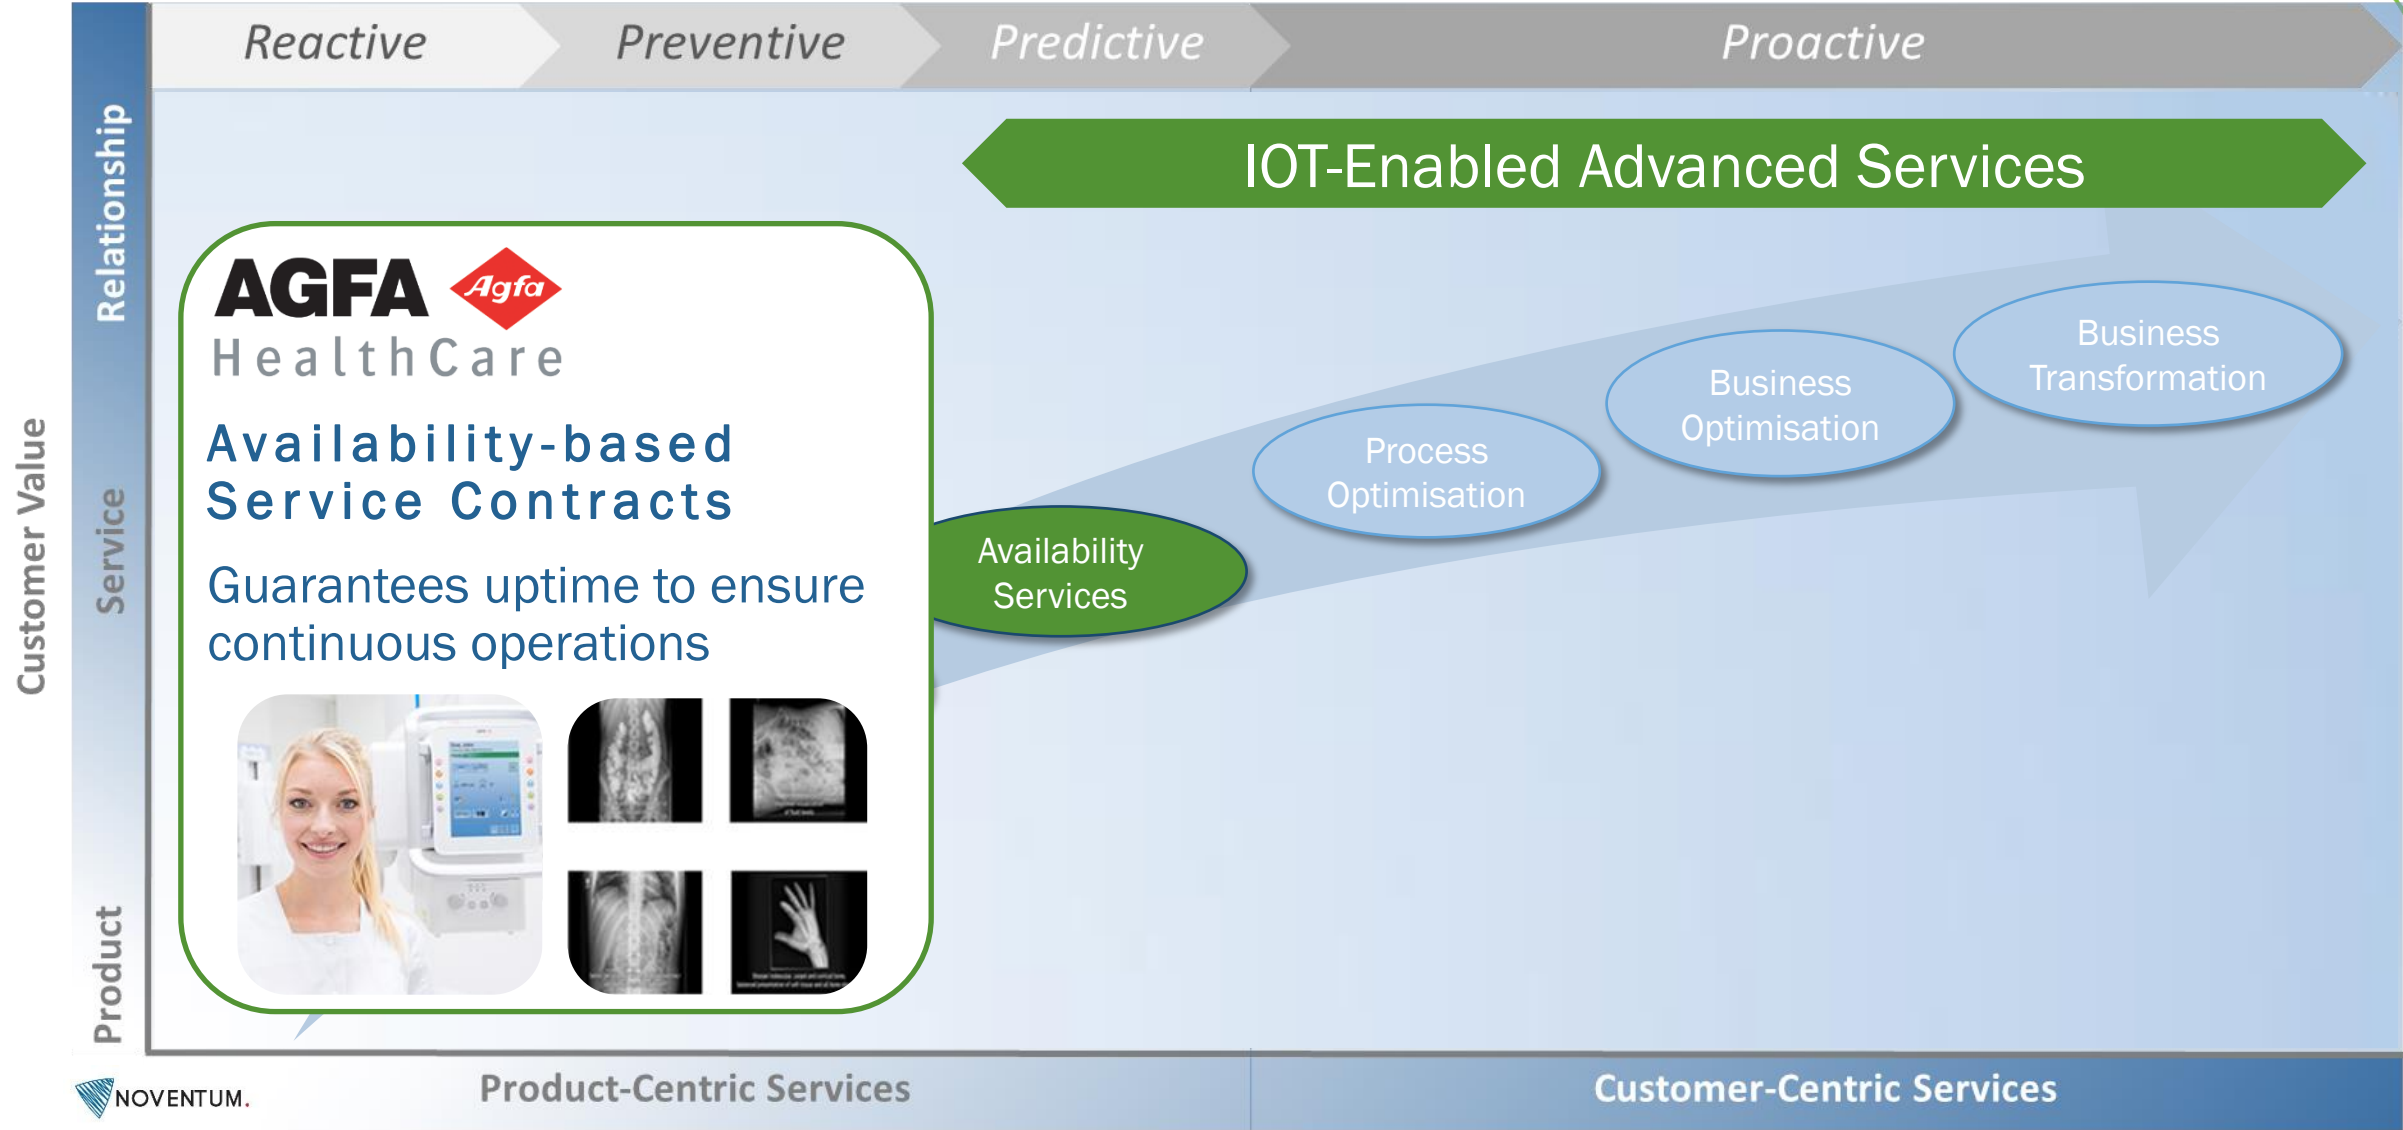 Reactive
Preventive
Predictive
Proactive
IOT-Enabled Advanced Services
Customer Value
Relationship
Service
Product
AGFA
Agfa
HealthCare
Availability-based
Service Contracts
Guarantees uptime to ensure
continuous operations
Availability
Services
Process
Optimisation
Business
Optimisation
Business
Transformation
NOVENTUM.
Product-Centric Services
Customer-Centric Services